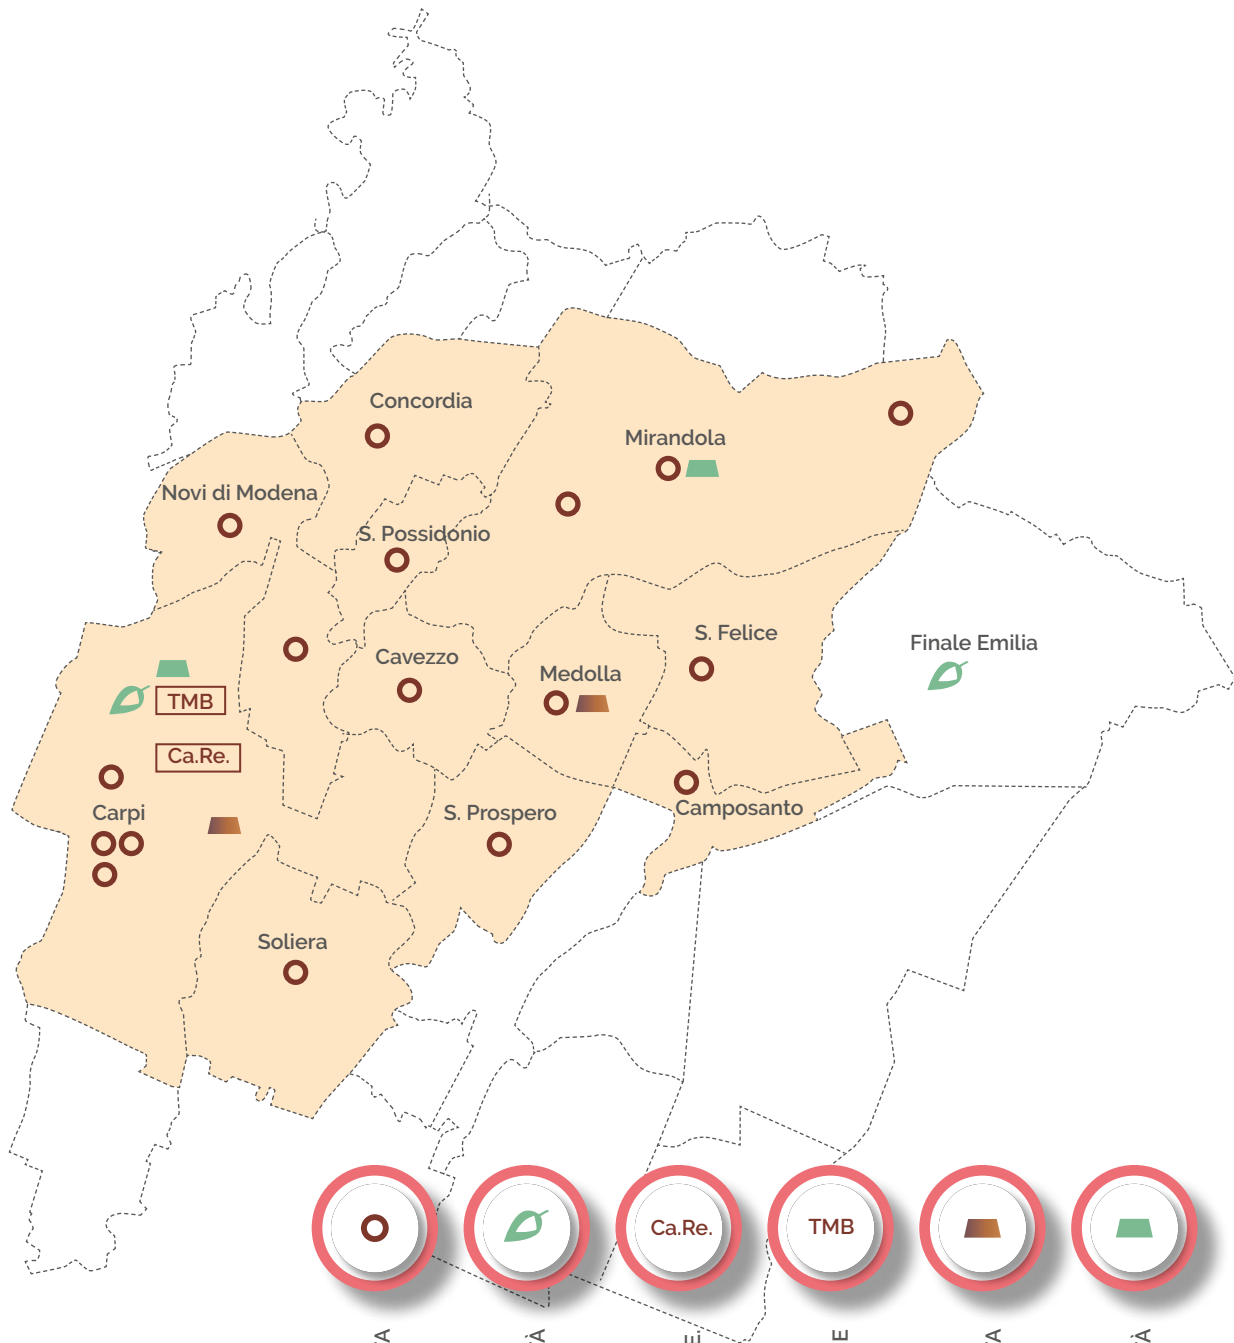 Concordia
Mirandola
Novi di Modena
S. Possidonio
S. Felice
Finale Emilia
Cavezzo
Medolla
TMB
Ca.Re.
Carpi
S. Prospero
Camposanto
Soliera
Ca.Re.
TMB
A
À
E.
E
A
À